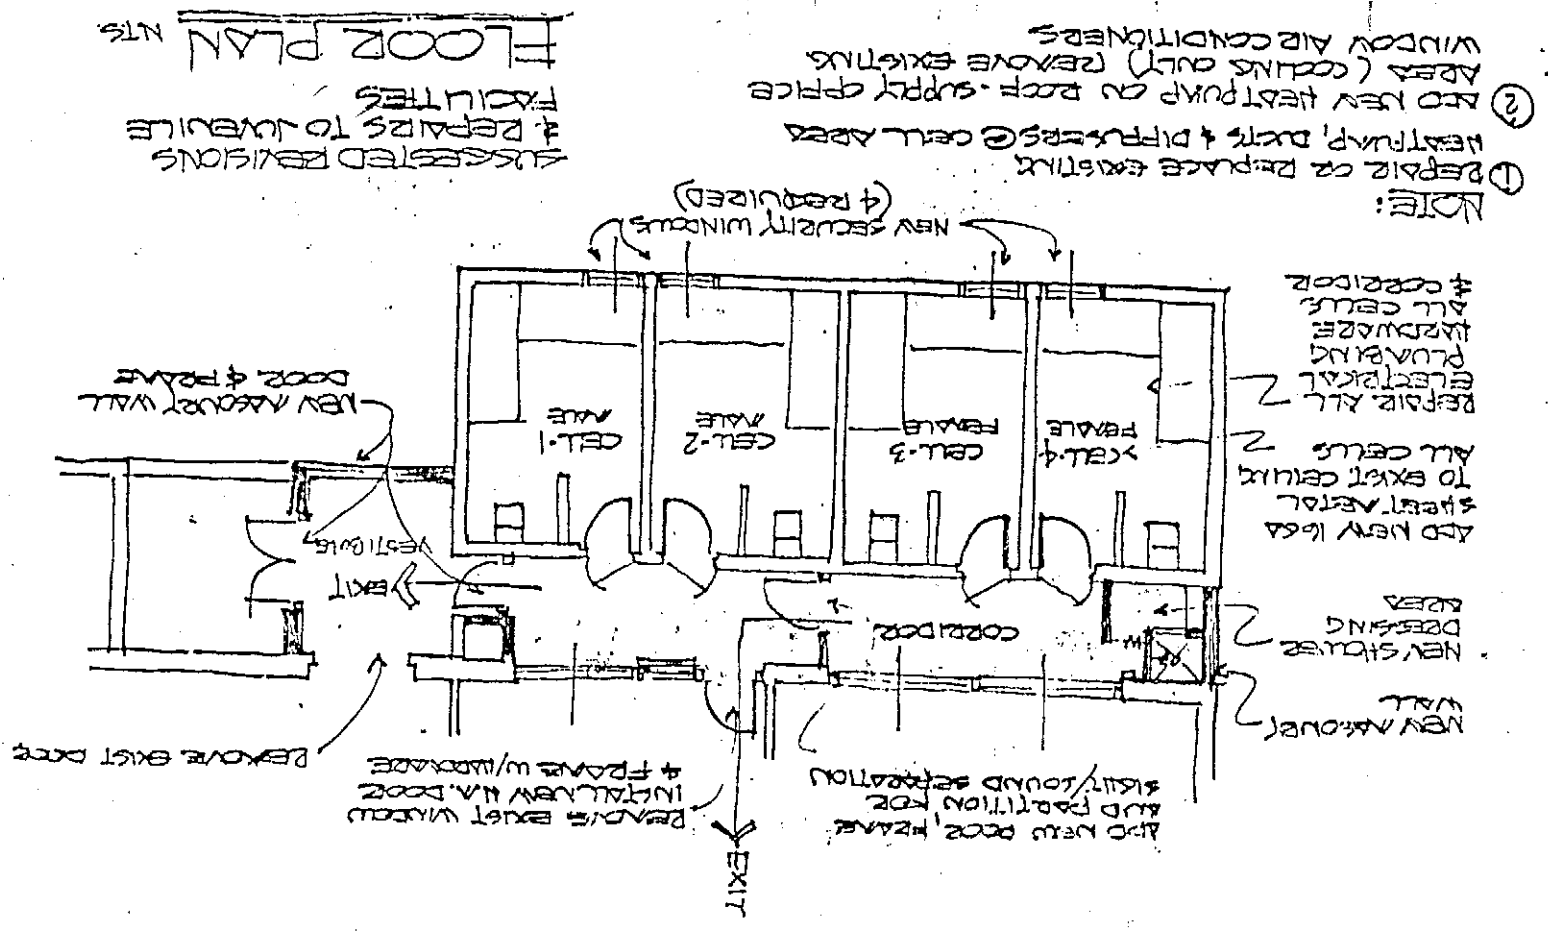 EXIT
ADD NEW DOOR, FRAME
AND PARTITION FOR
SIGHT/SOUND SEPARATION
REMOVE EXIST WINDOW
INSTALL NEW H.M. DOOR
& FRAME W/HARDWARE
REMOVE EXIST DOOR
NEW MASONRY
WALL
NEW SHOWER
DRESSING
AREA
CORRIDOR
EXIT
VESTIBULE
ADD NEW 16GA
SHEET METAL
TO EXIST CEILING
ALL CELLS
REPAIR ALL
ELECTRICAL
PLUMBING
HARDWARE
ALL CELLS
& CORRIDOR
CELL-4
FEMALE
CELL-3
FEMALE
CELL-2
MALE
CELL-1
MALE
NEW MASONRY WALL
DOOR & FRAME
NEW SECURITY WINDOWS
(4 REQUIRED)
NOTE:
① REPAIR OR REPLACE EXISTING
HEATPUMP, DUCTS & DIFFUSERS @ CELL AREA
② ADD NEW HEATPUMP ON ROOF-SUPPLY OFFICE
AREA (COOLING ONLY) REMOVE EXISTING
WINDOW AIR CONDITIONERS
SUGGESTED REVISIONS
& REPAIRS TO JUVENILE
FACILITIES
FLOOR PLAN NTS.